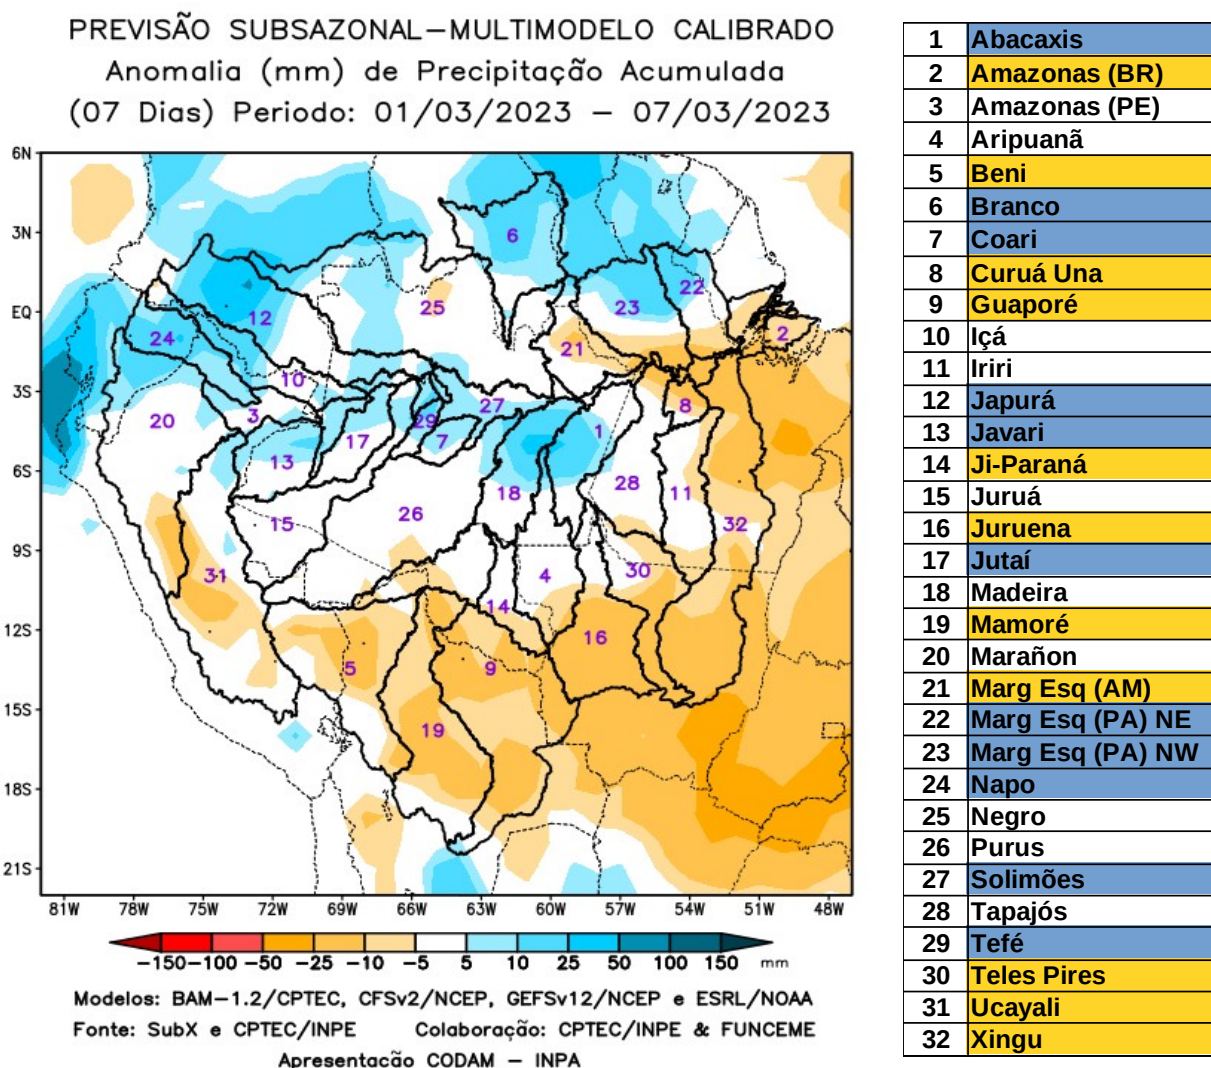 PREVISÃO SUBSAZONAL–MULTIMODELO CALIBRADO
Anomalia (mm) de Precipitação Acumulada
(07 Dias) Periodo: 01/03/2023 – 07/03/2023
6N
3N
EQ
3S
6S
9S
12S
15S
18S
21S
81W 78W 75W 72W 69W 66W 63W 60W 57W 54W 51W 48W
6
22
25
23
12
24
2
21
10
8
27
3
20
29
1
17
7
13
28
18
11
26
15
32
31
4
30
14
16
5
9
19
−150 −100 −50 −25 −10 −5 5 10 25 50 100 150 mm
Modelos: BAM−1.2/CPTEC, CFSv2/NCEP, GEFSv12/NCEP e ESRL/NOAA
Fonte: SubX e CPTEC/INPE Colaboração: CPTEC/INPE & FUNCEME
Apresentação CODAM – INPA
1 Abacaxis
2 Amazonas (BR)
3 Amazonas (PE)
4 Aripuanã
5 Beni
6 Branco
7 Coari
8 Curuá Una
9 Guaporé
10 Içá
11 Iriri
12 Japurá
13 Javari
14 Ji-Paraná
15 Juruá
16 Juruena
17 Jutaí
18 Madeira
19 Mamoré
20 Marañon
21 Marg Esq (AM)
22 Marg Esq (PA) NE
23 Marg Esq (PA) NW
24 Napo
25 Negro
26 Purus
27 Solimões
28 Tapajós
29 Tefé
30 Teles Pires
31 Ucayali
32 Xingu